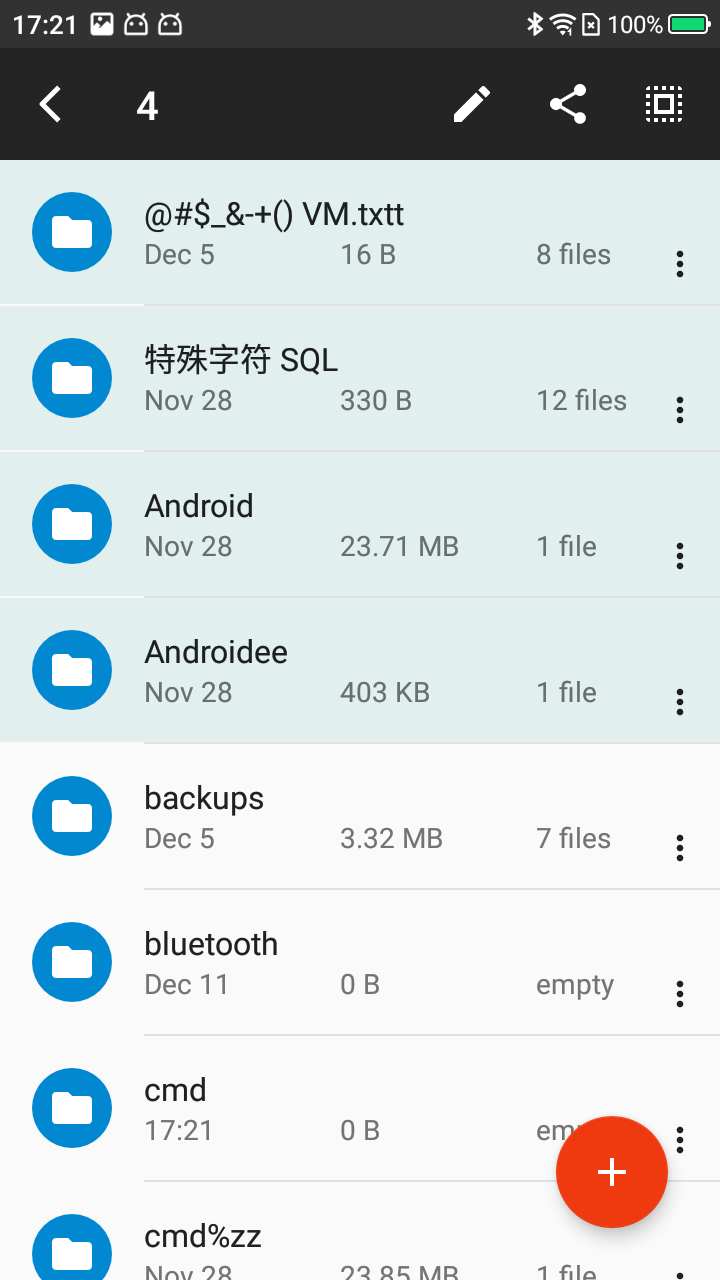 17:21 100%
4
@#$_&-+() VM.txtt
Dec 5 16 B 8 files
特殊字符 SQL
Nov 28 330 B 12 files
Android
Nov 28 23.71 MB 1 file
Androidee
Nov 28 403 KB 1 file
backups
Dec 5 3.32 MB 7 files
bluetooth
Dec 11 0 B empty
cmd
17:21 0 B em
cmd%zz
Nov 28 23.85 MB 1 file